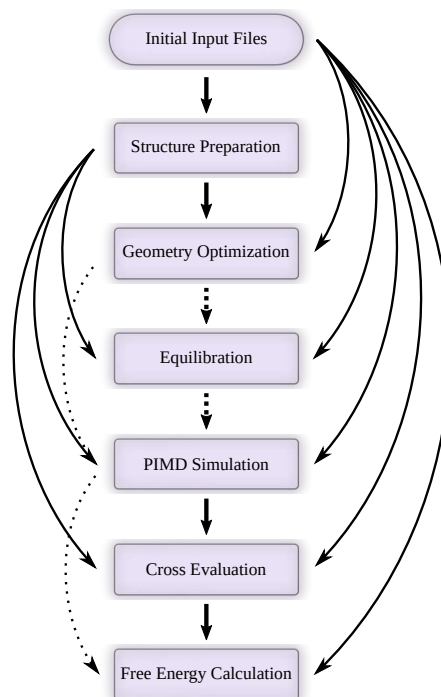 Initial Input Files
Structure Preparation
Geometry Optimization
Equilibration
PIMD Simulation
Cross Evaluation
Free Energy Calculation